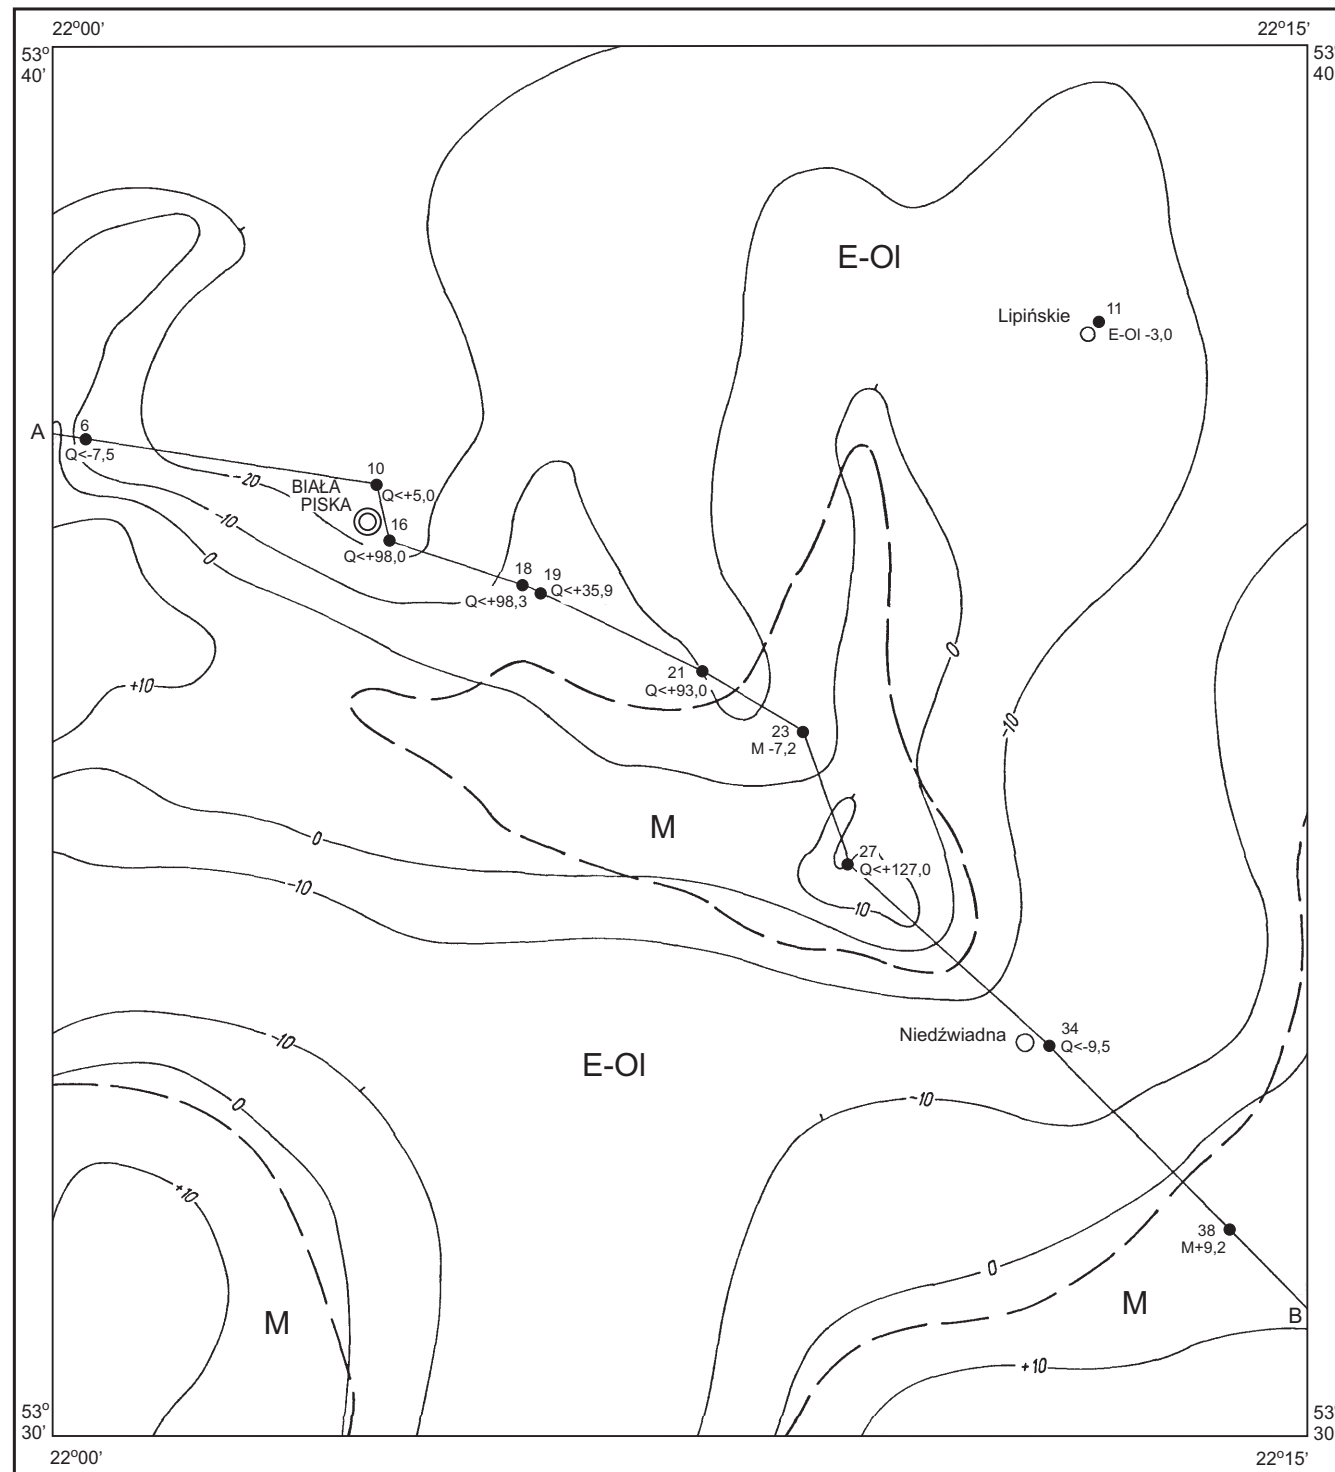 22°00'
22°15'
53°
40'
53°
40'
E-Ol
Lipińskie
11
E-Ol -3,0
A
6
Q<-7,5
-20
10
Q<+5,0
BIAŁA
PISKA
16
Q<+98,0
-10
0
18
Q<+98,3
19
Q<+35,9
0
21
Q<+93,0
+10
-10
23
M -7,2
M
0
27
Q<+127,0
-10
10
Niedźwiadna
34
Q<-9,5
-10
E-Ol
-10
0
+10
38
M+9,2
0
M
M
B
+10
53°
30'
53°
30'
22°00'
22°15'